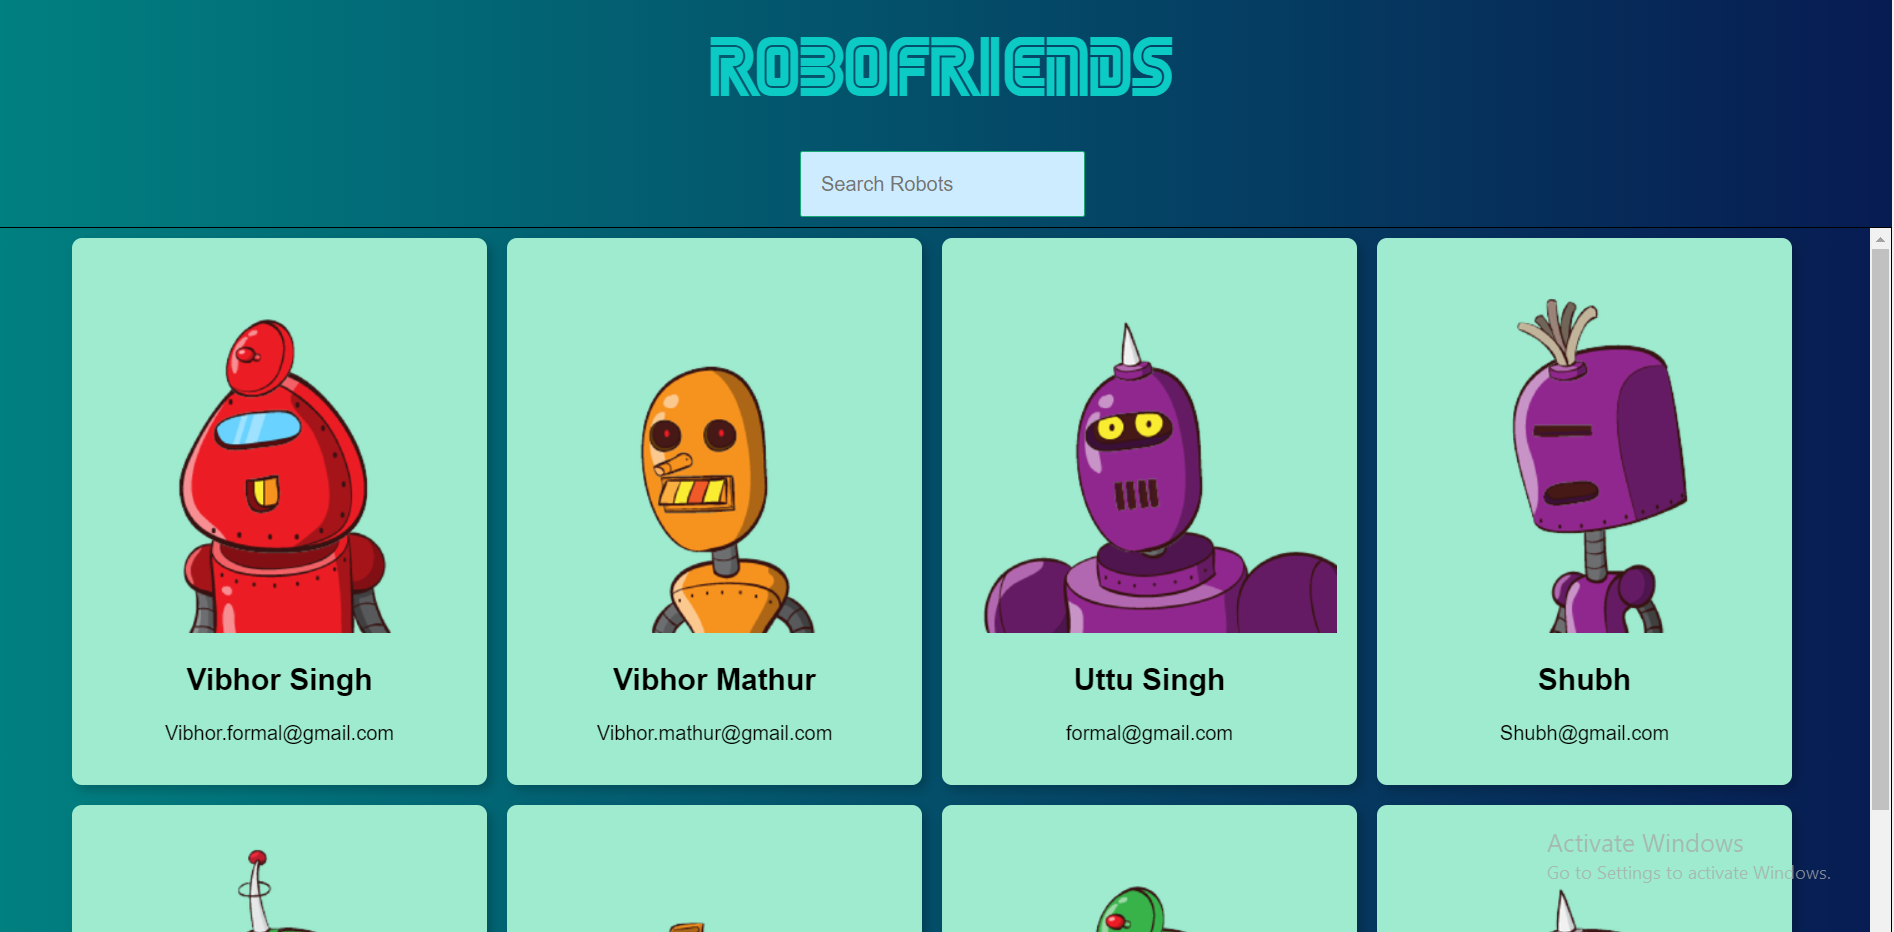 ROBOFRIENDS
Search Robots
Vibhor Singh
Vibhor.formal@gmail.com
Vibhor Mathur
Vibhor.mathur@gmail.com
Uttu Singh
formal@gmail.com
Shubh
Shubh@gmail.com
Activate Windows
Go to Settings to activate Windows.